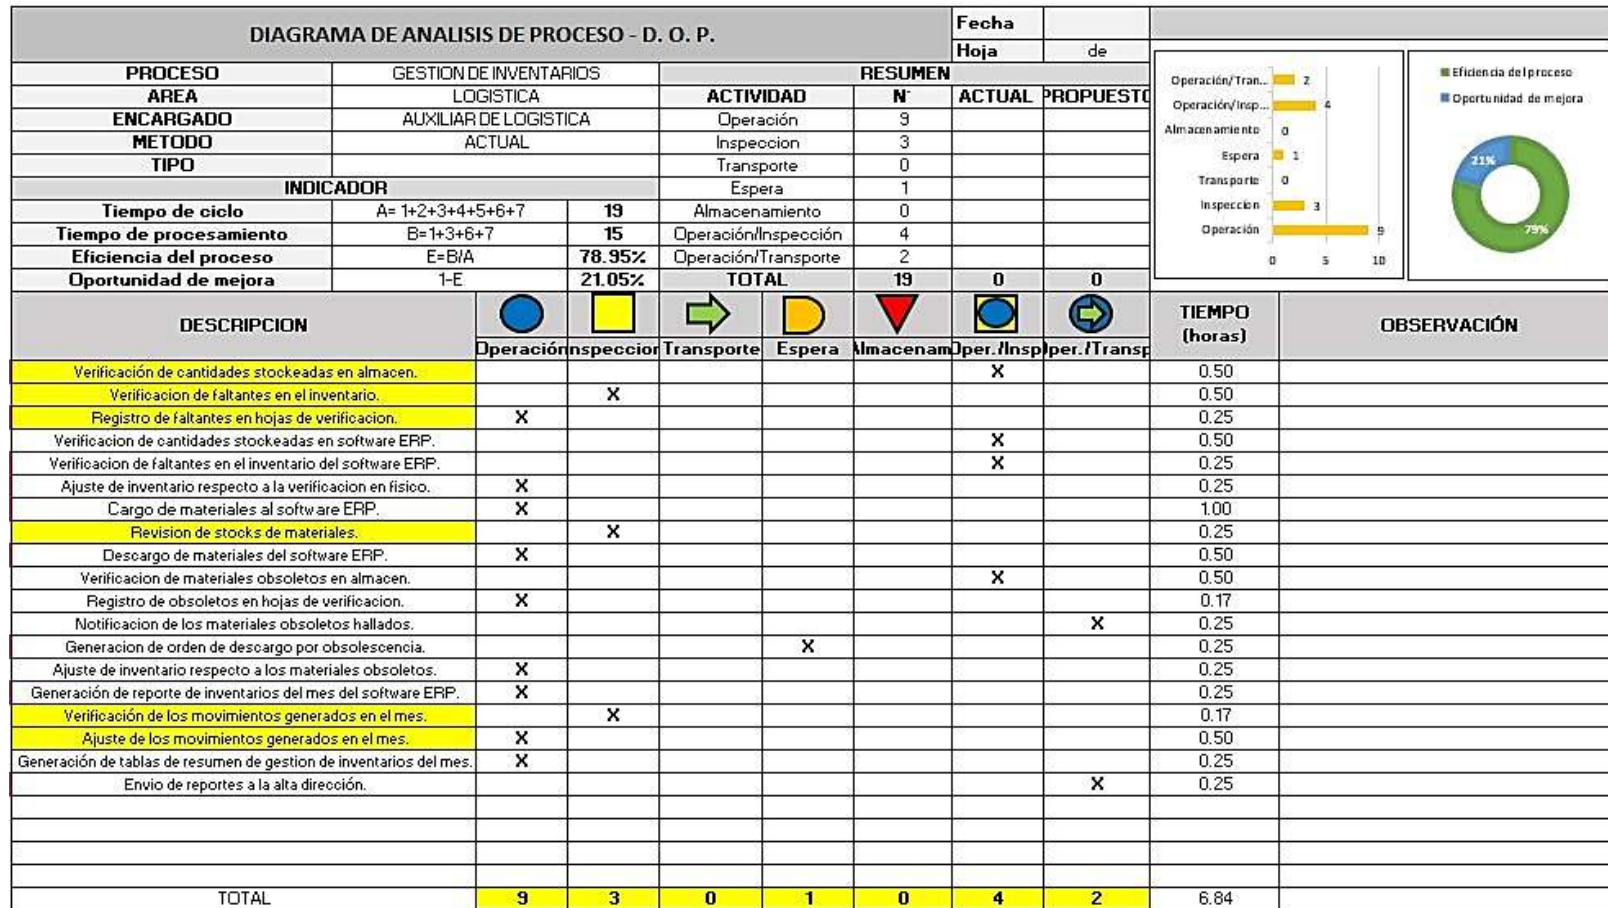 DIAGRAMA DE ANALISIS DE PROCESO - D. O. P.
Fecha
Hoja de
PROCESO GESTION DE INVENTARIOS RESUMEN
AREA LOGISTICA ACTIVIDAD N° ACTUAL PROPUESTO
ENCARGADO AUXILIAR DE LOGISTICA Operación 9
METODO ACTUAL Inspeccion 3
TIPO Transporte 0
INDICADOR Espera 1
Tiempo de ciclo A= 1+2+3+4+5+6+7 19 Almacenamiento 0
Tiempo de procesamiento B=1+3+6+7 15 Operación/Inspección 4
Eficiencia del proceso E=B/A 78.95% Operación/Transporte 2
Oportunidad de mejora 1-E 21.05% TOTAL 19 0 0
Operación/Tran... 2
Operación/Insp... 4
Almacenamiento 0
Espera 1
Transporte 0
Inspeccion 3
Operación 9
0 5 10
Eficiencia del proceso
Oportunidad de mejora
21%
79%
DESCRIPCION TIEMPO (horas) OBSERVACIÓN
Operación Inspeccion Transporte Espera Almacenam Oper./Insp Oper./Transp
Verificación de cantidades stockeadas en almacen. X 0.50
Verificacion de faltantes en el inventario. X 0.50
Registro de faltantes en hojas de verificacion. X 0.25
Verificacion de cantidades stockeadas en software ERP. X 0.50
Verificacion de faltantes en el inventario del software ERP. X 0.25
Ajuste de inventario respecto a la verificacion en fisico. X 0.25
Cargo de materiales al software ERP. X 1.00
Revision de stocks de materiales. X 0.25
Descargo de materiales del software ERP. X 0.50
Verificacion de materiales obsoletos en almacen. X 0.50
Registro de obsoletos en hojas de verificacion. X 0.17
Notificacion de los materiales obsoletos hallados. X 0.25
Generacion de orden de descargo por obsolescencia. X 0.25
Ajuste de inventario respecto a los materiales obsoletos. X 0.25
Generación de reporte de inventarios del mes del software ERP. X 0.25
Verificación de los movimientos generados en el mes. X 0.17
Ajuste de los movimientos generados en el mes. X 0.50
Generación de tablas de resumen de gestion de inventarios del mes. X 0.25
Envio de reportes a la alta dirección. X 0.25
TOTAL 9 3 0 1 0 4 2 6.84